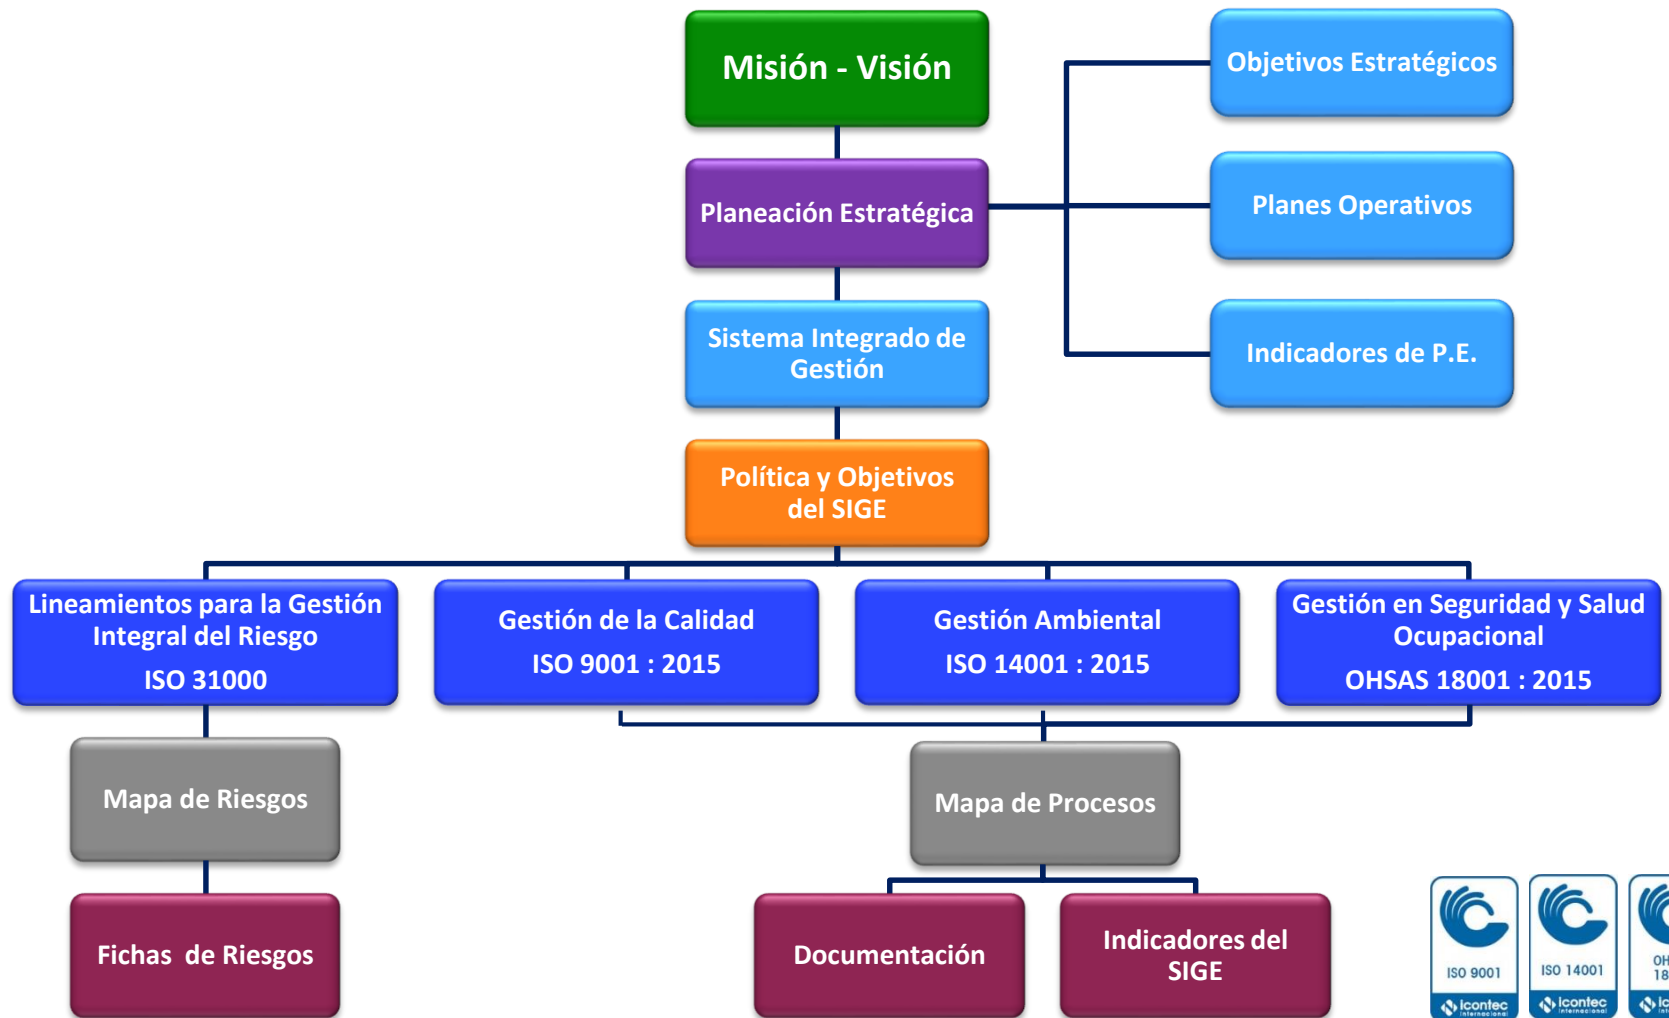 Misión - Visión
Objetivos Estratégicos
Planeación Estratégica
Planes Operativos
Sistema Integrado de
Gestión
Indicadores de P.E.
Política y Objetivos
del SIGE
Lineamientos para la Gestión
Integral del Riesgo
ISO 31000
Gestión de la Calidad
ISO 9001 : 2015
Gestión Ambiental
ISO 14001 : 2015
Gestión en Seguridad y Salud
Ocupacional
OHSAS 18001 : 2015
Mapa de Riesgos
Mapa de Procesos
Fichas de Riesgos
Documentación
Indicadores del
SIGE
ISO 9001
icontec
internacional
ISO 14001
icontec
internacional